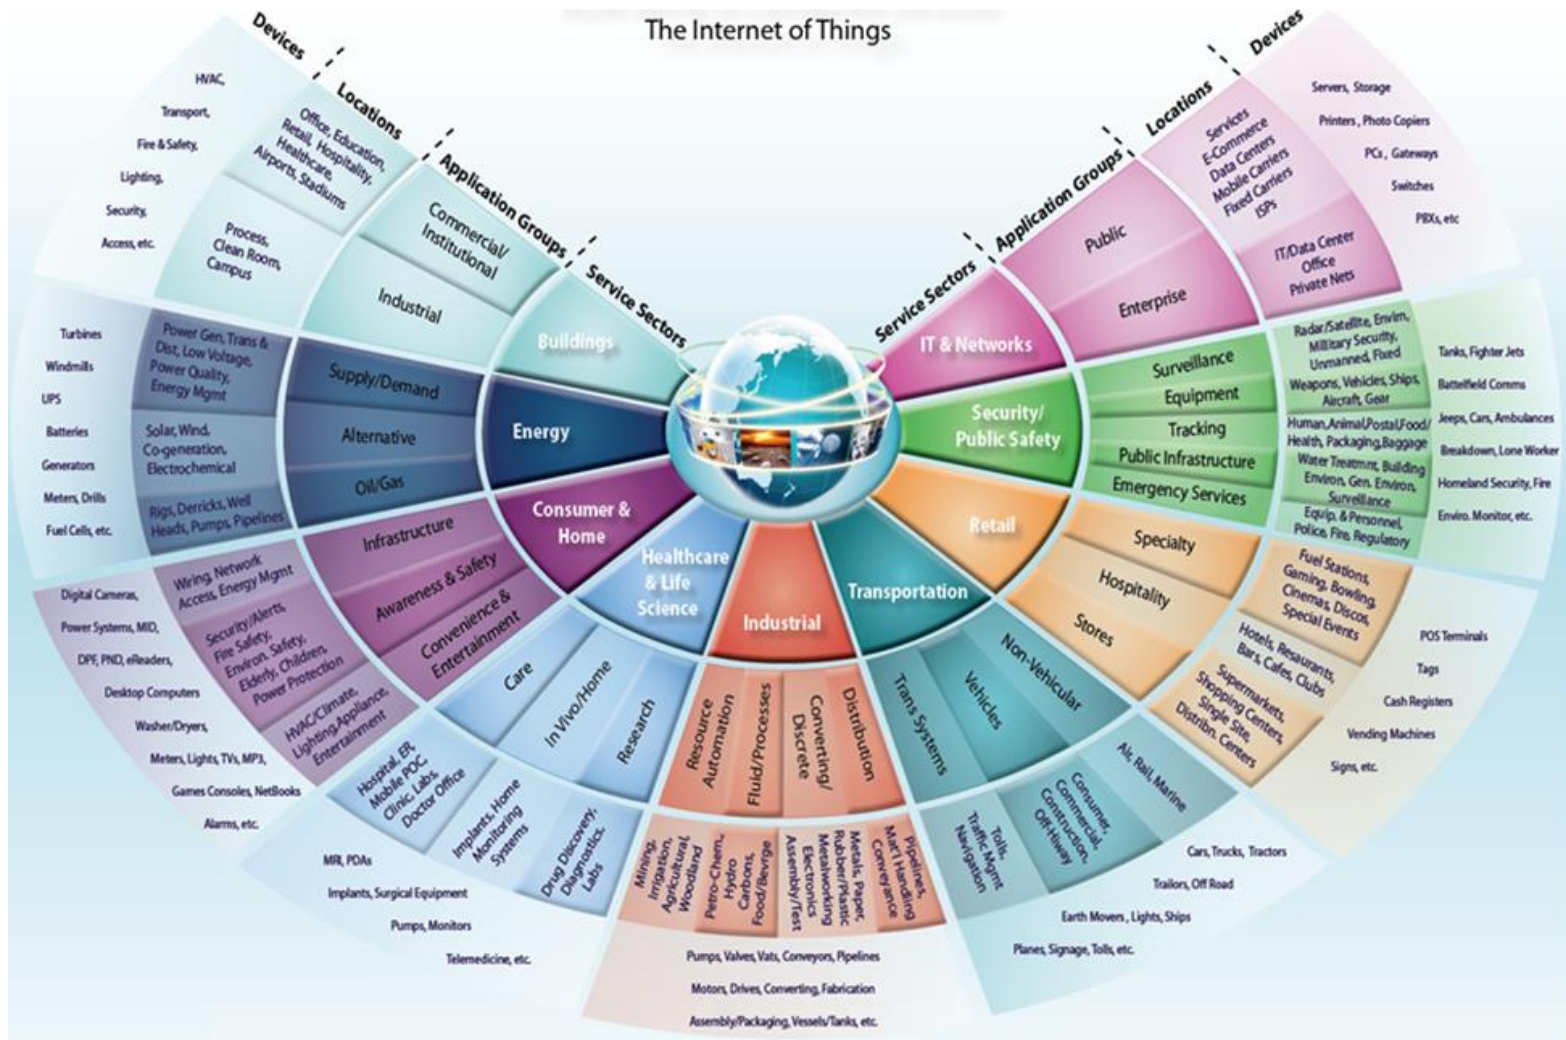 The Internet of Things
Devices
Locations
Application Groups
Service Sectors
Buildings
Commercial/
Institutional
Industrial
Office, Education,
Retail, Hospitality,
Healthcare,
Airports, Stadiums
Process,
Clean Room,
Campus
HVAC,
Transport,
Fire & Safety,
Lighting,
Security,
Access, etc.
Energy
Supply/Demand
Alternative
Oil/Gas
Power Gen, Trans &
Dist, Low Voltage,
Power Quality,
Energy Mgmt
Solar, Wind,
Co-generation,
Electrochemical
Rigs, Derricks, Well
Heads, Pumps, Pipelines
Turbines
Windmills
UPS
Batteries
Generators
Meters, Drills
Fuel Cells, etc.
Consumer &
Home
Infrastructure
Awareness & Safety
Convenience &
Entertainment
Wiring, Network
Access, Energy Mgmt
Security/Alerts,
Fire Safety,
Environ. Safety,
Elderly, Children,
Power Protection
HVAC/Climate,
Lighting,Appliance,
Entertainment
Digital Cameras,
Power Systems, MID,
DPF, PND, eReaders,
Desktop Computers
Washer/Dryers,
Meters, Lights, TVs, MP3,
Games Consoles, NetBooks
Alarms, etc.
Healthcare
& Life
Science
Care
In Vivo/Home
Research
Hospital, ER,
Mobile POC,
Clinic, Labs,
Doctor Office
Implants, Home
Monitoring
Systems
Drug Discovery,
Diagnostics,
Labs
MRI, PDAs
Implants, Surgical Equipment
Pumps, Monitors
Telemedicine, etc.
Industrial
Resource
Automation
Fluid/Processes
Converting/
Discrete
Distribution
Mining,
Irrigation,
Agricultural,
Woodland
Petro-Chem.,
Hydro
Carbons,
Food/Bevrge
Metals, Paper,
Rubber/Plastic
Metalworking
Electronics
Assembly/Test
Pipelines,
Mat'l Handling
Conveyance
Pumps, Valves, Vats, Conveyors, Pipelines
Motors, Drives, Converting, Fabrication
Assembly/Packaging, Vessels/Tanks, etc.
Transportation
Trans Systems
Vehicles
Non-Vehicular
Tolls,
Traffic Mgmt
Navigation
Consumer,
Commercial,
Construction,
Off-Hiway
Air, Rail, Marine
Cars, Trucks, Tractors
Trailors, Off Road
Earth Movers , Lights, Ships
Planes, Signage, Tolls, etc.
Retail
Specialty
Hospitality
Stores
Fuel Stations,
Gaming, Bowling,
Cinemas, Discos,
Special Events
Hotels, Resaurants,
Bars, Cafes, Clubs
Supermarkets,
Shopping Centers,
Single Site,
Distribn. Centers
POS Terminals
Tags
Cash Registers
Vending Machines
Signs, etc.
Security/
Public Safety
Surveillance
Equipment
Tracking
Public Infrastructure
Emergency Services
Radar/Satellite, Envirn,
Military Security,
Unmanned, Fixed
Weapons, Vehicles, Ships,
Aircraft, Gear
Human,Animal,Postal,Food/
Health, Packaging,Baggage
Water Treatmnt, Building
Environ, Gen. Environ,
Surveillance
Equip. & Personnel,
Police, Fire, Regulatory
Tanks, Fighter Jets
Battelfield Comms
Jeeps, Cars, Ambulances
Breakdown, Lone Worker
Homeland Security, Fire
Enviro. Monitor, etc.
IT & Networks
Public
Enterprise
Services
E-Commerce
Data Centers
Mobile Carriers
Fixed Carriers
ISPs
IT/Data Center
Office
Private Nets
Servers, Storage
Printers , Photo Copiers
PCs , Gateways
Switches
PBXs, etc
Service Sectors
Application Groups
Locations
Devices